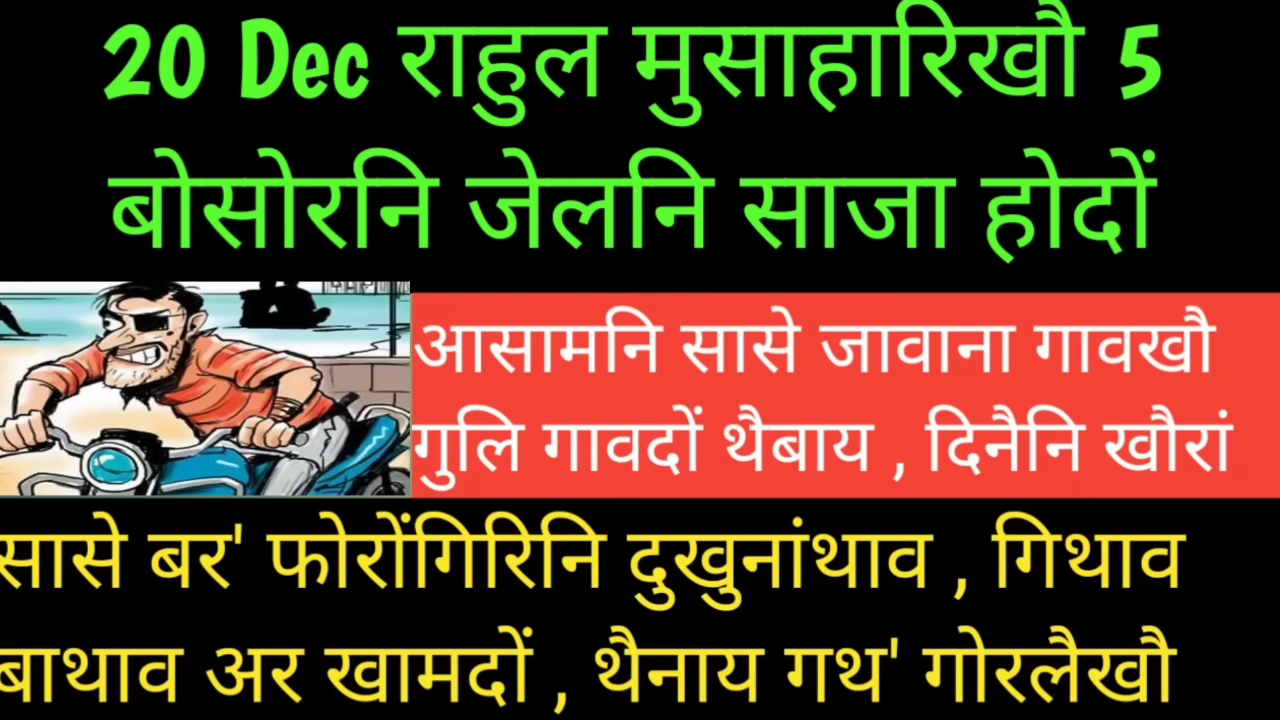 20 Dec राहुल मुसाहारिखौ 5
बोसोरनि जेलनि साजा होदों
आसामनि सासे जावाना गावखौ
गुलि गावदों थैबाय , दिनैनि खौरां
सासे बर' फोरोंगिरिनि दुखुनांथाव , गिथाव
बाथाव अर खामदों , थैनाय गथ' गोरलैखौ